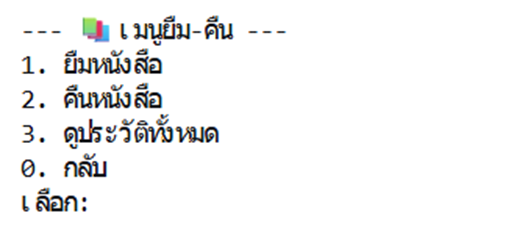 --- 📚 เมนูยืม-คืน ---
1. ยืมหนังสือ
2. คืนหนังสือ
3. ดูประวัติทั้งหมด
0. กลับ
เลือก: